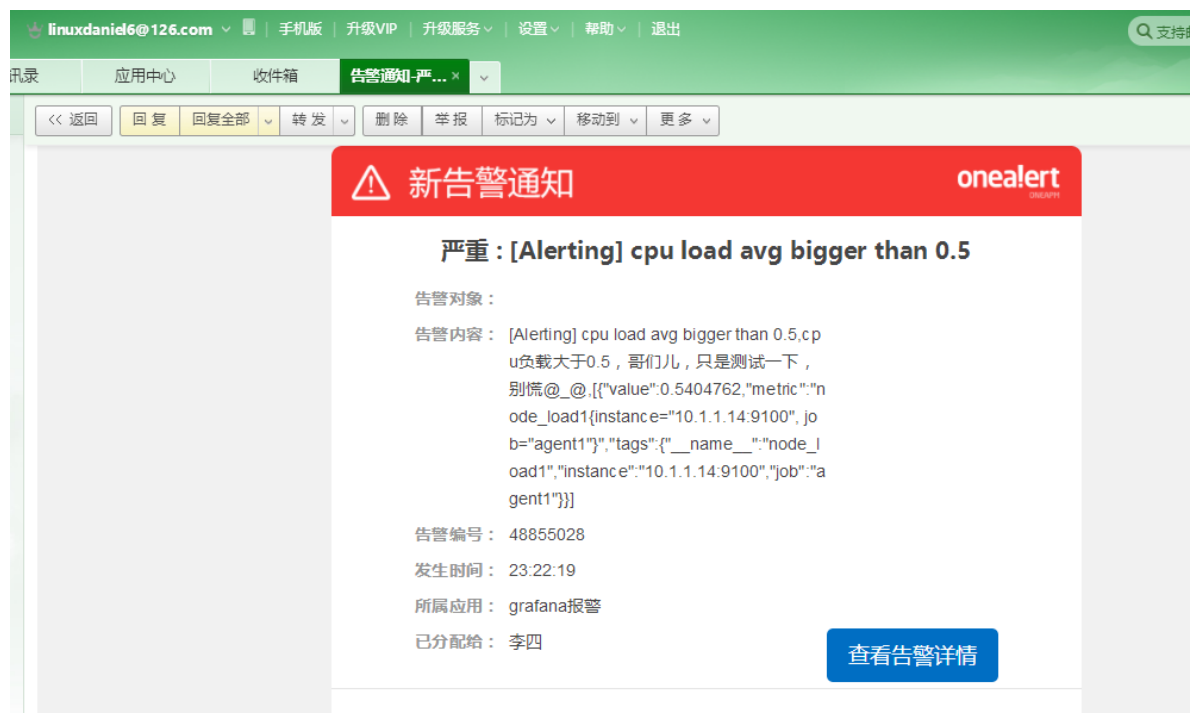 linuxdaniel6@126.com 手机版 升级VIP 升级服务 设置 帮助 退出
支持
讯录 应用中心 收件箱 告警通知-严... ×
<< 返回 回复 回复全部 转发 删除 举报 标记为 移动到 更多
新告警通知
onealert
ONEAPM
严重 : [Alerting] cpu load avg bigger than 0.5
告警对象：
告警内容： [Alerting] cpu load avg bigger than 0.5,cp
u负载大于0.5，哥们儿，只是测试一下，
别慌@_@,[{"value":0.5404762,"metric":"n
ode_load1{instance="10.1.1.14:9100", jo
b="agent1"}","tags":{"__name__":"node_l
oad1","instance":"10.1.1.14:9100","job":"a
gent1"}}]
告警编号： 48855028
发生时间： 23:22:19
所属应用： grafana报警
已分配给： 李四
查看告警详情